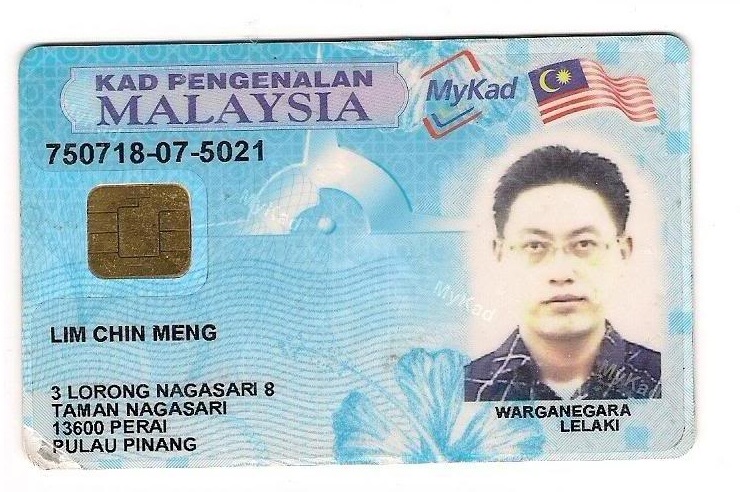 KAD PENGENALAN
MALAYSIA
MyKad
750718-07-5021
MyKad
MyKad
LIM CHIN MENG
MyKad
3 LORONG NAGASARI 8
TAMAN NAGASARI
13600 PERAI
PULAU PINANG
WARGANEGARA
LELAKI